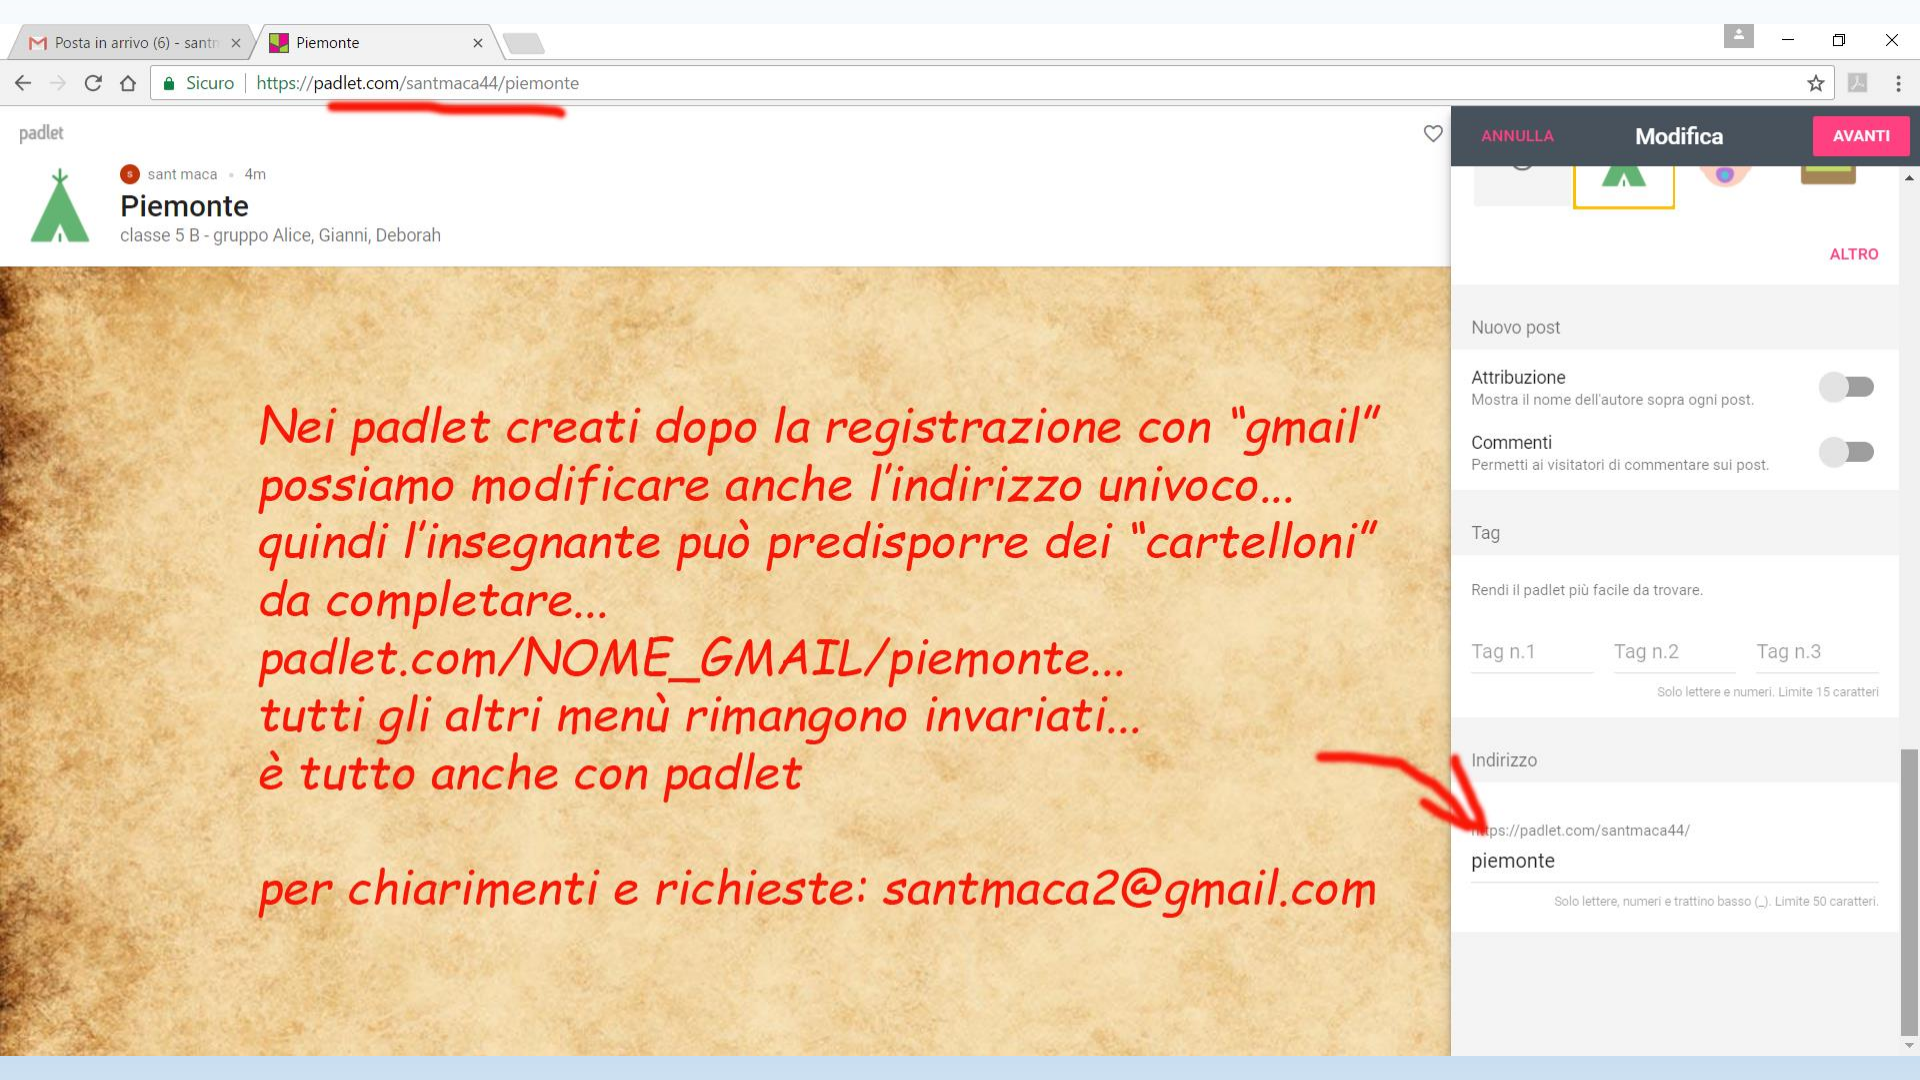 Posta in arrivo (6) - santm
Piemonte
Sicuro
https://padlet.com/santmaca44/piemonte
padlet
s sant maca • 4m
Piemonte
classe 5 B - gruppo Alice, Gianni, Deborah
Nei padlet creati dopo la registrazione con “gmail”
possiamo modificare anche l’indirizzo univoco...
quindi l’insegnante può predisporre dei “cartelloni”
da completare...
padlet.com/NOME_GMAIL/piemonte...
tutti gli altri menù rimangono invariati...
è tutto anche con padlet
per chiarimenti e richieste: santmaca2@gmail.com
ANNULLA
Modifica
AVANTI
ALTRO
Nuovo post
Attribuzione
Mostra il nome dell'autore sopra ogni post.
Commenti
Permetti ai visitatori di commentare sui post.
Tag
Rendi il padlet più facile da trovare.
Tag n.1 Tag n.2 Tag n.3
Solo lettere e numeri. Limite 15 caratteri
Indirizzo
https://padlet.com/santmaca44/
piemonte
Solo lettere, numeri e trattino basso (_). Limite 50 caratteri.